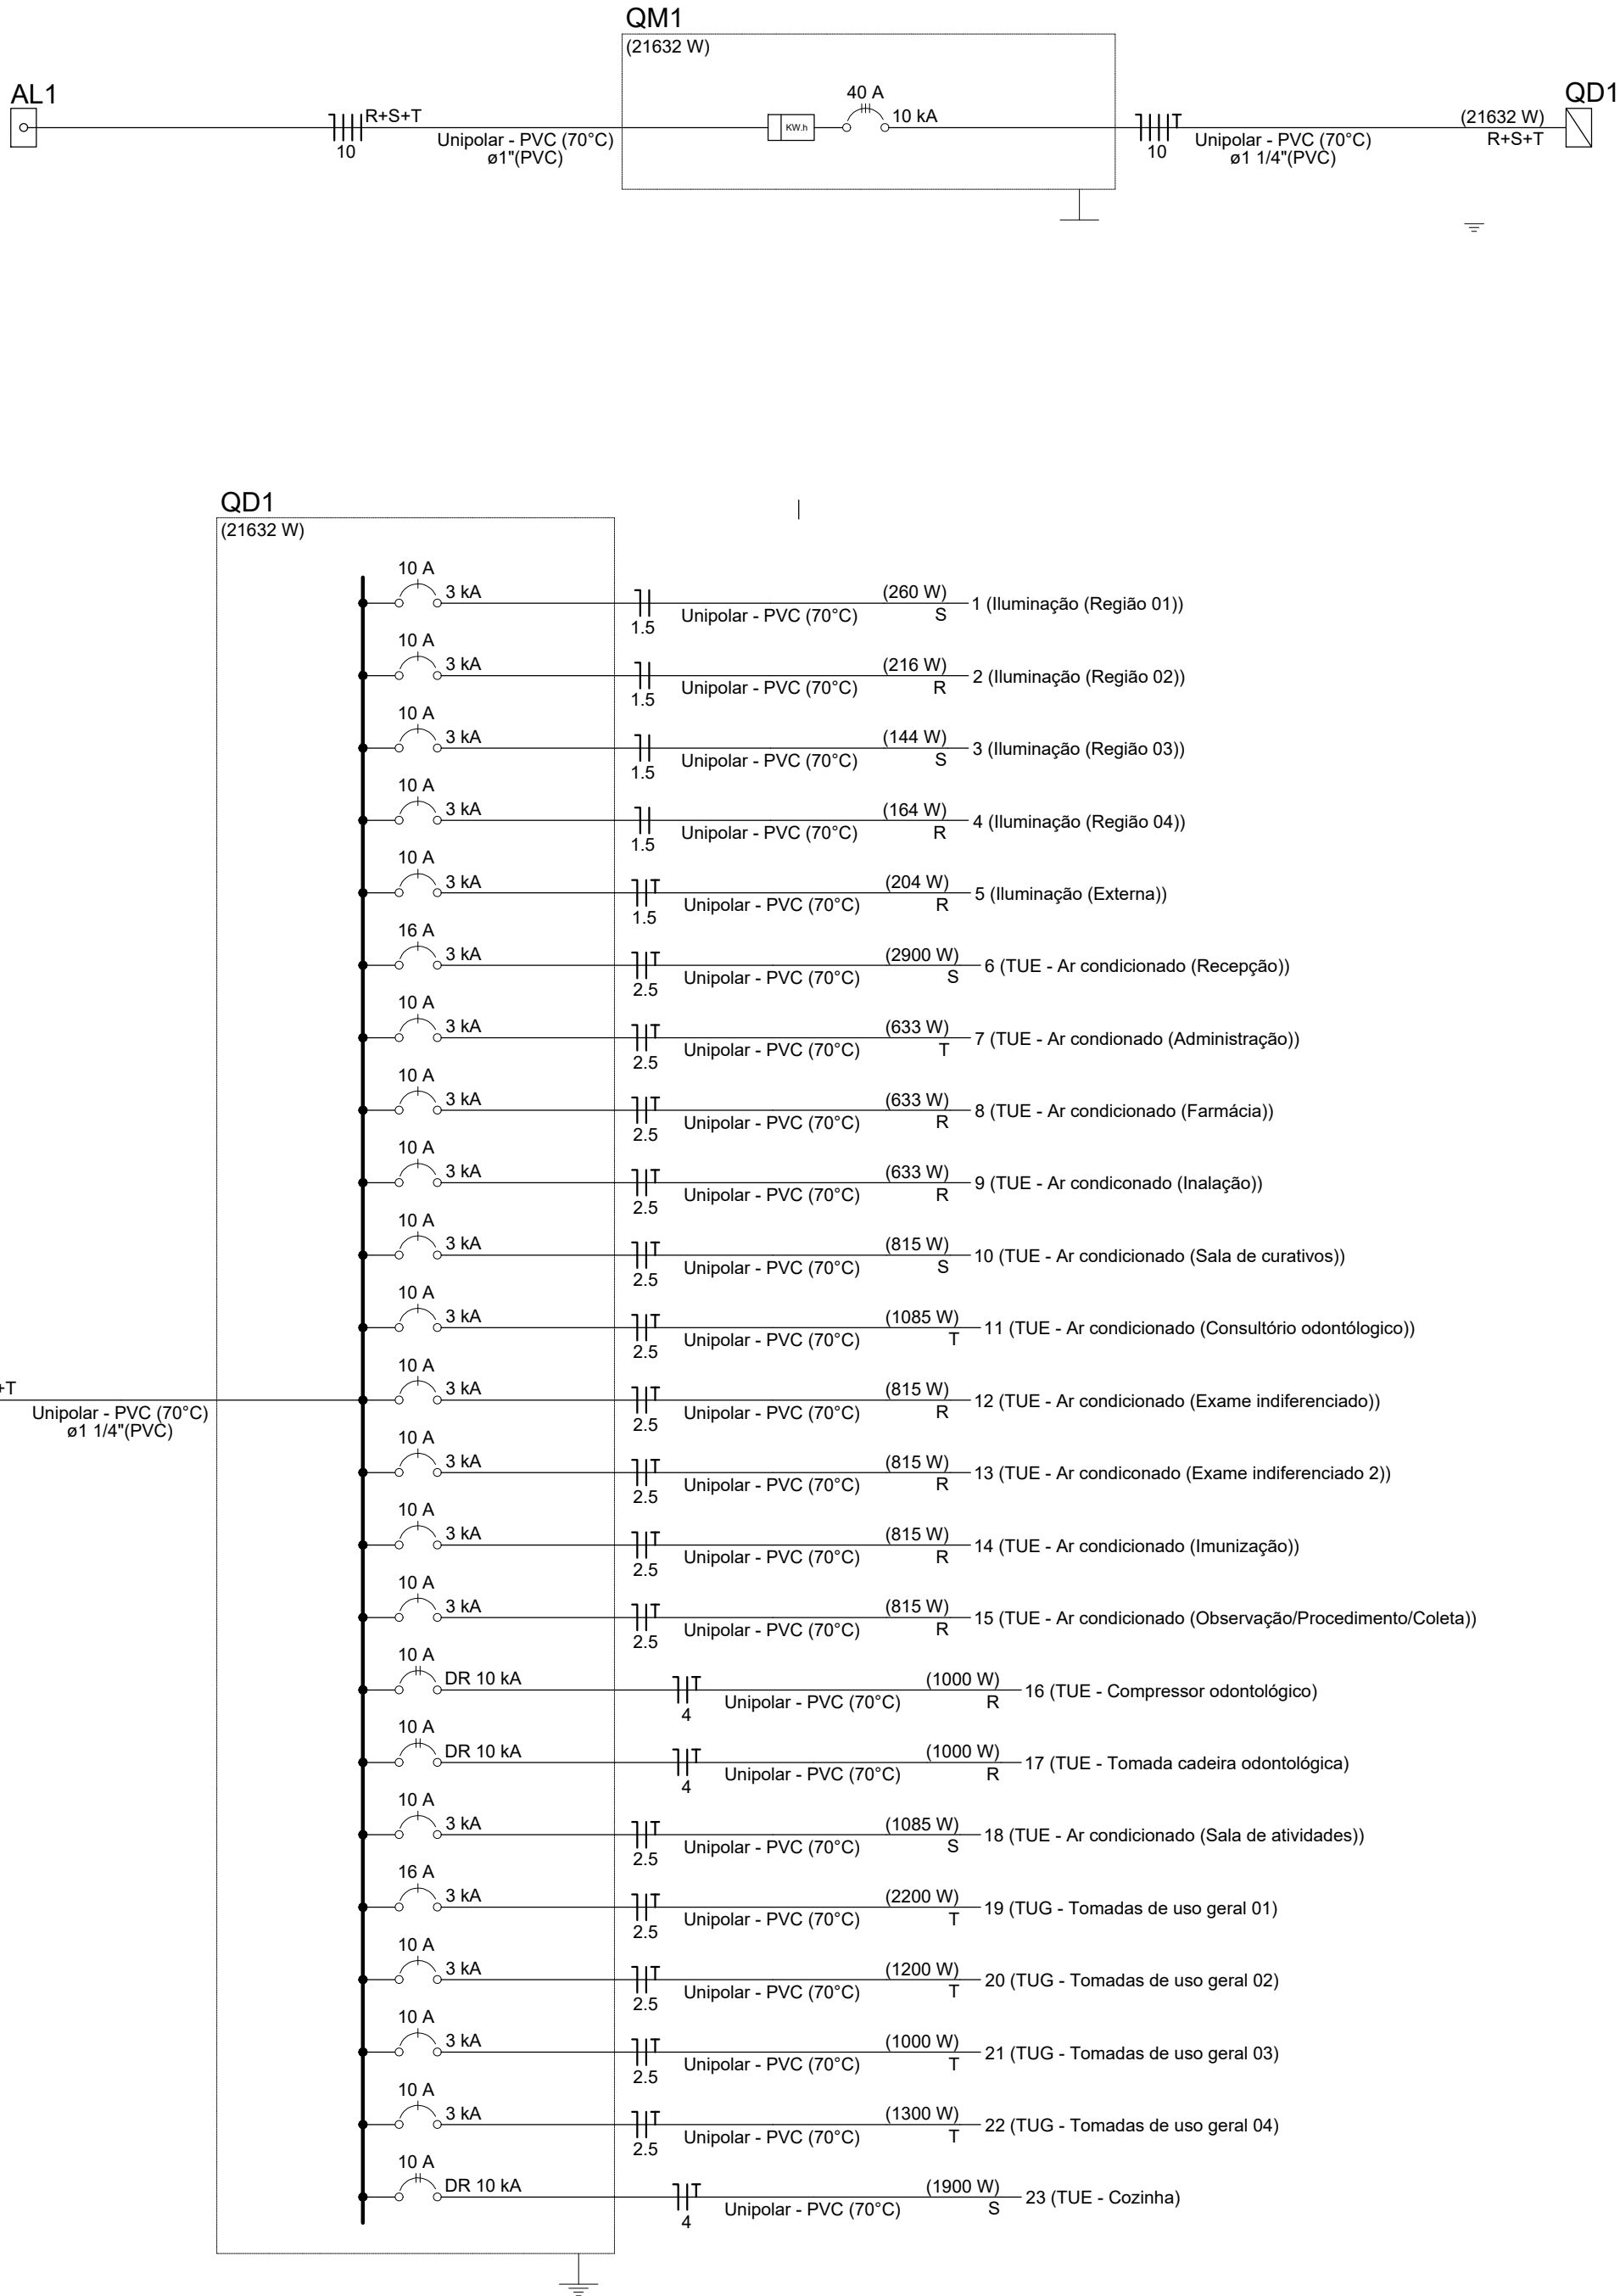 QM1
(21632 W)
AL1
R+S+T
10
Unipolar - PVC (70°C)
ø1"(PVC)
KW.h
40 A
10 kA
T
10
Unipolar - PVC (70°C)
ø1 1/4"(PVC)
(21632 W)
R+S+T
QD1
QD1
(21632 W)
10 A
3 kA
1.5
Unipolar - PVC (70°C)
(260 W)
S
1 (Iluminação (Região 01))
10 A
3 kA
1.5
Unipolar - PVC (70°C)
(216 W)
R
2 (Iluminação (Região 02))
10 A
3 kA
1.5
Unipolar - PVC (70°C)
(144 W)
S
3 (Iluminação (Região 03))
10 A
3 kA
1.5
Unipolar - PVC (70°C)
(164 W)
R
4 (Iluminação (Região 04))
10 A
3 kA
T
1.5
Unipolar - PVC (70°C)
(204 W)
R
5 (Iluminação (Externa))
16 A
3 kA
T
2.5
Unipolar - PVC (70°C)
(2900 W)
S
6 (TUE - Ar condicionado (Recepção))
10 A
3 kA
T
2.5
Unipolar - PVC (70°C)
(633 W)
T
7 (TUE - Ar condionado (Administração))
10 A
3 kA
T
2.5
Unipolar - PVC (70°C)
(633 W)
R
8 (TUE - Ar condicionado (Farmácia))
10 A
3 kA
T
2.5
Unipolar - PVC (70°C)
(633 W)
R
9 (TUE - Ar condiconado (Inalação))
10 A
3 kA
T
2.5
Unipolar - PVC (70°C)
(815 W)
S
10 (TUE - Ar condicionado (Sala de curativos))
10 A
3 kA
T
2.5
Unipolar - PVC (70°C)
(1085 W)
T
11 (TUE - Ar condicionado (Consultório odontólogico))
+T
Unipolar - PVC (70°C)
ø1 1/4"(PVC)
10 A
3 kA
T
2.5
Unipolar - PVC (70°C)
(815 W)
R
12 (TUE - Ar condicionado (Exame indiferenciado))
10 A
3 kA
T
2.5
Unipolar - PVC (70°C)
(815 W)
R
13 (TUE - Ar condiconado (Exame indiferenciado 2))
10 A
3 kA
T
2.5
Unipolar - PVC (70°C)
(815 W)
R
14 (TUE - Ar condicionado (Imunização))
10 A
3 kA
T
2.5
Unipolar - PVC (70°C)
(815 W)
R
15 (TUE - Ar condicionado (Observação/Procedimento/Coleta))
10 A
DR 10 kA
T
4
Unipolar - PVC (70°C)
(1000 W)
R
16 (TUE - Compressor odontológico)
10 A
DR 10 kA
T
4
Unipolar - PVC (70°C)
(1000 W)
R
17 (TUE - Tomada cadeira odontológica)
10 A
3 kA
T
2.5
Unipolar - PVC (70°C)
(1085 W)
S
18 (TUE - Ar condicionado (Sala de atividades))
16 A
3 kA
T
2.5
Unipolar - PVC (70°C)
(2200 W)
T
19 (TUG - Tomadas de uso geral 01)
10 A
3 kA
T
2.5
Unipolar - PVC (70°C)
(1200 W)
T
20 (TUG - Tomadas de uso geral 02)
10 A
3 kA
T
2.5
Unipolar - PVC (70°C)
(1000 W)
T
21 (TUG - Tomadas de uso geral 03)
10 A
3 kA
T
2.5
Unipolar - PVC (70°C)
(1300 W)
T
22 (TUG - Tomadas de uso geral 04)
10 A
DR 10 kA
T
4
Unipolar - PVC (70°C)
(1900 W)
S
23 (TUE - Cozinha)